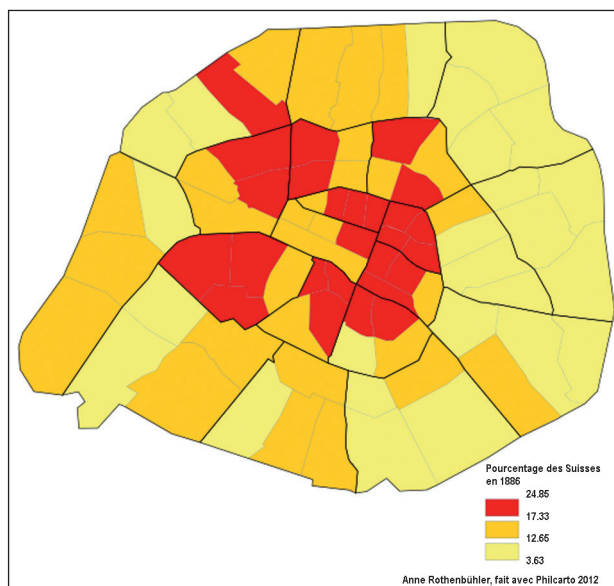 Pourcentage des Suisses
en 1886
24.85
17.33
12.65
3.63
Anne Rothenbühler, fait avec Philcarto 2012